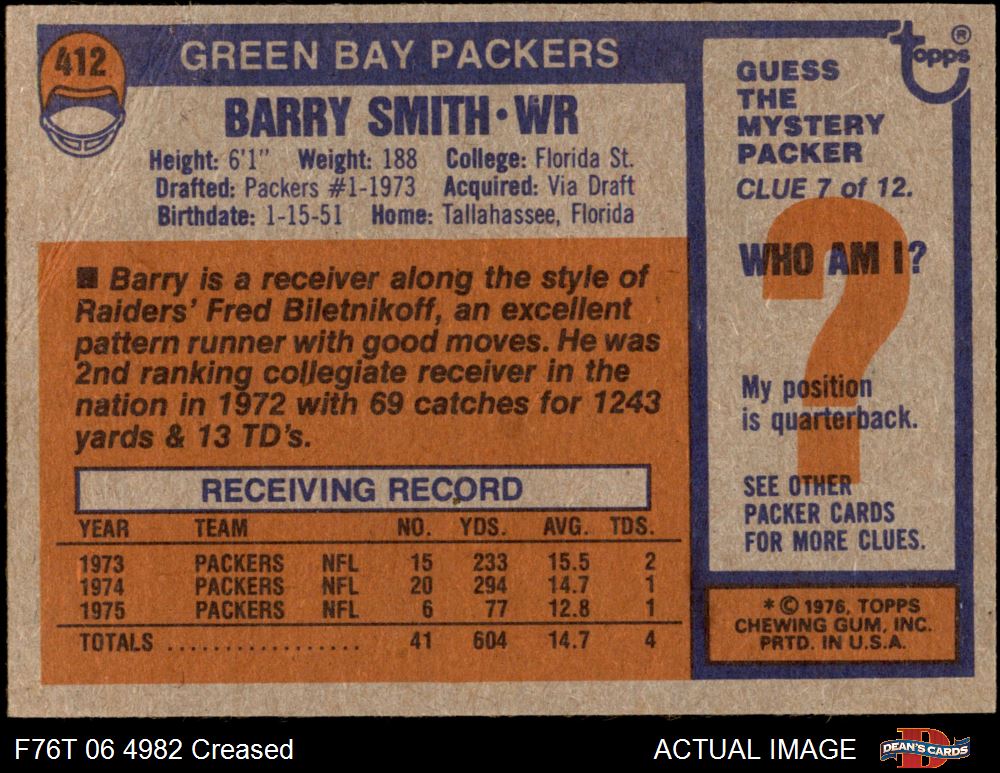 412
GREEN BAY PACKERS
BARRY SMITH • WR
Height: 6'1" Weight: 188 College: Florida St.
Drafted: Packers #1-1973 Acquired: Via Draft
Birthdate: 1-15-51 Home: Tallahassee, Florida
■ Barry is a receiver along the style of
Raiders' Fred Biletnikoff, an excellent
pattern runner with good moves. He was
2nd ranking collegiate receiver in the
nation in 1972 with 69 catches for 1243
yards & 13 TD's.
RECEIVING RECORD
YEAR TEAM NO. YDS. AVG. TDS.
1973 PACKERS NFL 15 233 15.5 2
1974 PACKERS NFL 20 294 14.7 1
1975 PACKERS NFL 6 77 12.8 1
TOTALS .................. 41 604 14.7 4
topps®
GUESS
THE
MYSTERY
PACKER
CLUE 7 of 12.
?
WHO AM I?
My position
is quarterback.
SEE OTHER
PACKER CARDS
FOR MORE CLUES.
* © 1976, TOPPS
CHEWING GUM, INC.
PRTD. IN U.S.A.
F76T 06 4982 Creased
ACTUAL IMAGE
D
DEAN'S CARDS